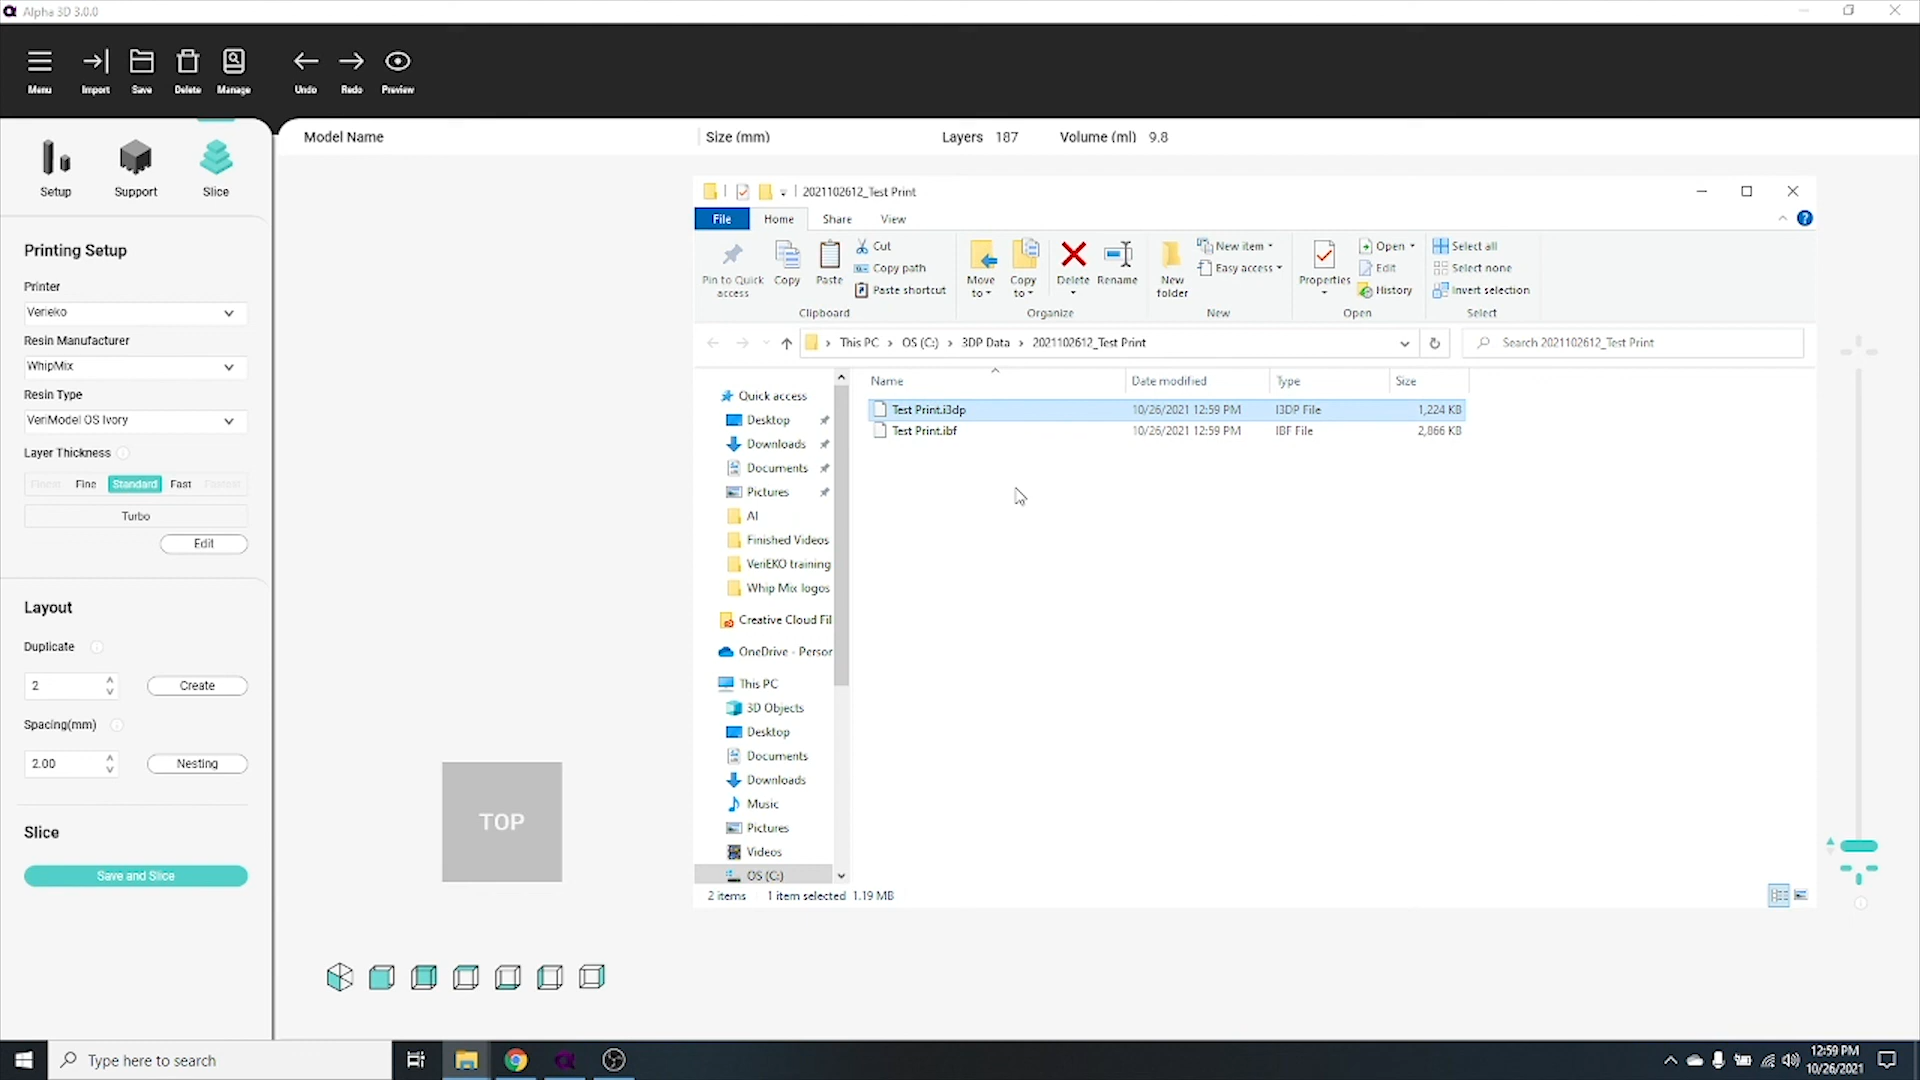 Alpha 3D 3.0.0
Menu
Import
Save
Delete
Manage
Undo
Redo
Preview
Setup
Support
Slice
Model Name
Size (mm)
Layers 187
Volume (ml) 9.8
Printing Setup
Printer
Verieko
Resin Manufacturer
WhipMix
Resin Type
VeriModel OS Ivory
Layer Thickness
Finest Fine Standard Fast Fastest
Turbo
Edit
Layout
Duplicate
2
Create
Spacing(mm)
2.00
Nesting
Slice
Save and Slice
TOP
2021102612_Test Print
File Home Share View
Pin to Quick access
Copy
Paste
Cut
Copy path
Paste shortcut
Clipboard
Move to
Copy to
Delete
Rename
Organize
New folder
New item
Easy access
New
Properties
Open
Edit
History
Open
Select all
Select none
Invert selection
Select
This PC > OS (C:) > 3DP Data > 2021102612_Test Print
Search 2021102612_Test Print
Name Date modified Type Size
Test Print.i3dp 10/26/2021 12:59 PM I3DP File 1,224 KB
Test Print.ibf 10/26/2021 12:59 PM IBF File 2,866 KB
Quick access
Desktop
Downloads
Documents
Pictures
AI
Finished Videos
VeriEKO training
Whip Mix logos
Creative Cloud Fil
OneDrive - Person
This PC
3D Objects
Desktop
Documents
Downloads
Music
Pictures
Videos
OS (C:)
2 items 1 item selected 1.19 MB
Type here to search
12:59 PM
10/26/2021